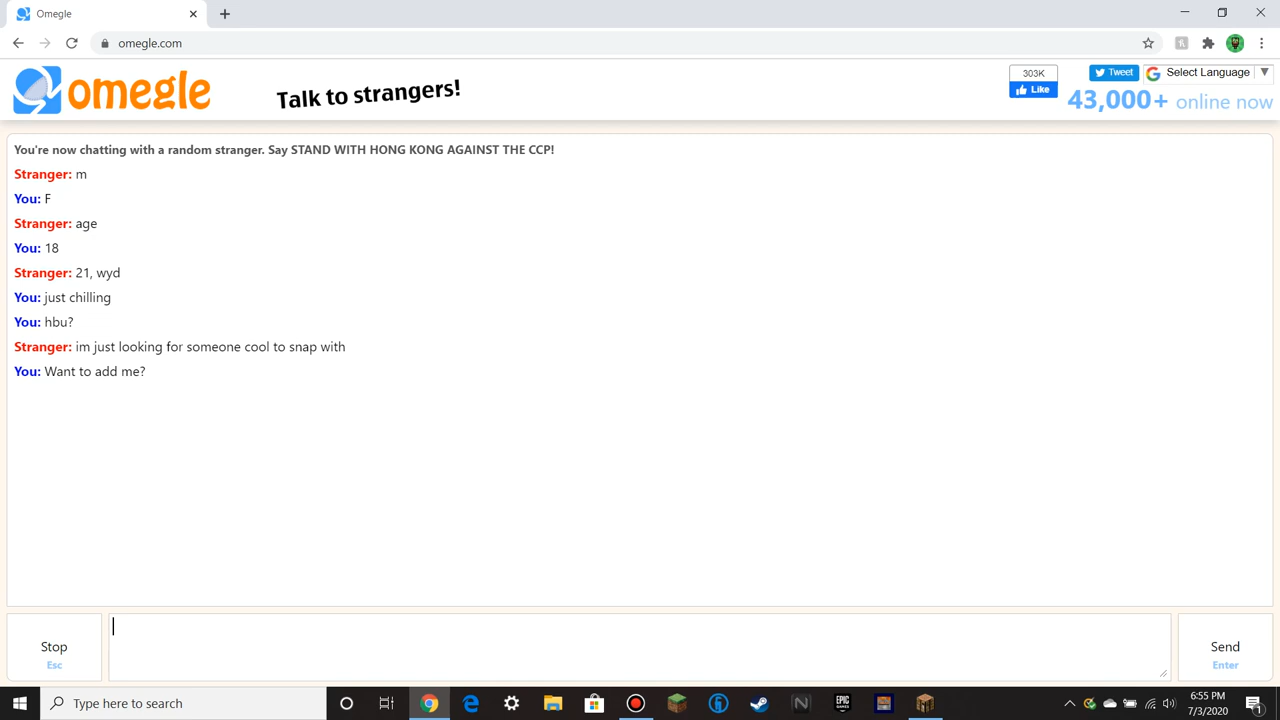 Omegle
omegle.com
omegle
Talk to strangers!
303K
Like
Tweet
Select Language
43,000+ online now
You're now chatting with a random stranger. Say STAND WITH HONG KONG AGAINST THE CCP!
Stranger: m
You: F
Stranger: age
You: 18
Stranger: 21, wyd
You: just chilling
You: hbu?
Stranger: im just looking for someone cool to snap with
You: Want to add me?
Stop
Esc
Send
Enter
Type here to search
EPIC
GAMES
6:55 PM
7/3/2020
1